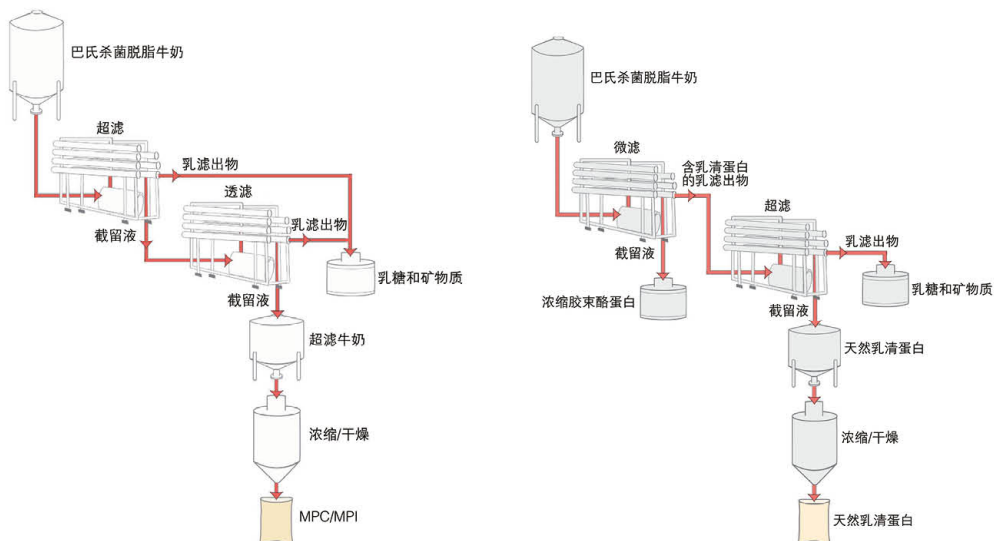 巴氏杀菌脱脂牛奶
超滤
乳滤出物
透滤
截留液
乳滤出物
乳糖和矿物质
截留液
超滤牛奶
浓缩/干燥
MPC/MPI
巴氏杀菌脱脂牛奶
微滤
含乳清蛋白
的乳滤出物
超滤
截留液
乳滤出物
浓缩胶束酪蛋白
乳糖和矿物质
截留液
天然乳清蛋白
浓缩/干燥
天然乳清蛋白